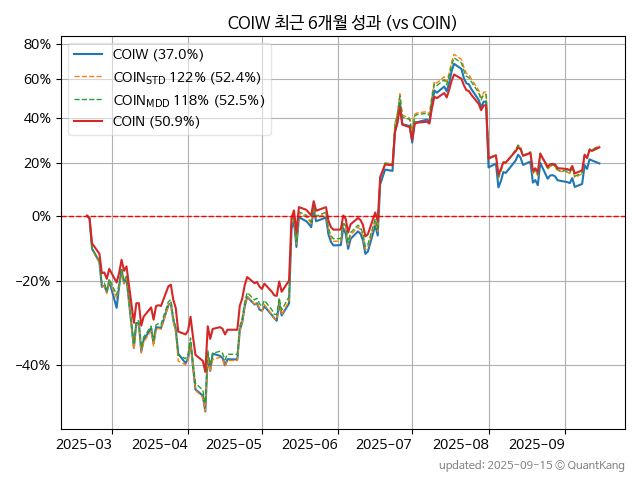 COIW 최근 6개월 성과 (vs COIN)
COIW (37.0%)
COIN_STD 122% (52.4%)
COIN_MDD 118% (52.5%)
COIN (50.9%)
80%
60%
40%
20%
0%
−20%
−40%
2025-03 2025-04 2025-05 2025-06 2025-07 2025-08 2025-09
updated: 2025-09-15 © QuantKang